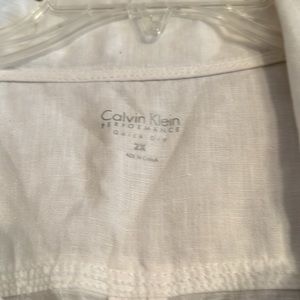 Calvin Klein
PERFORMANCE
QUICK DRY
2X
MADE IN CHINA